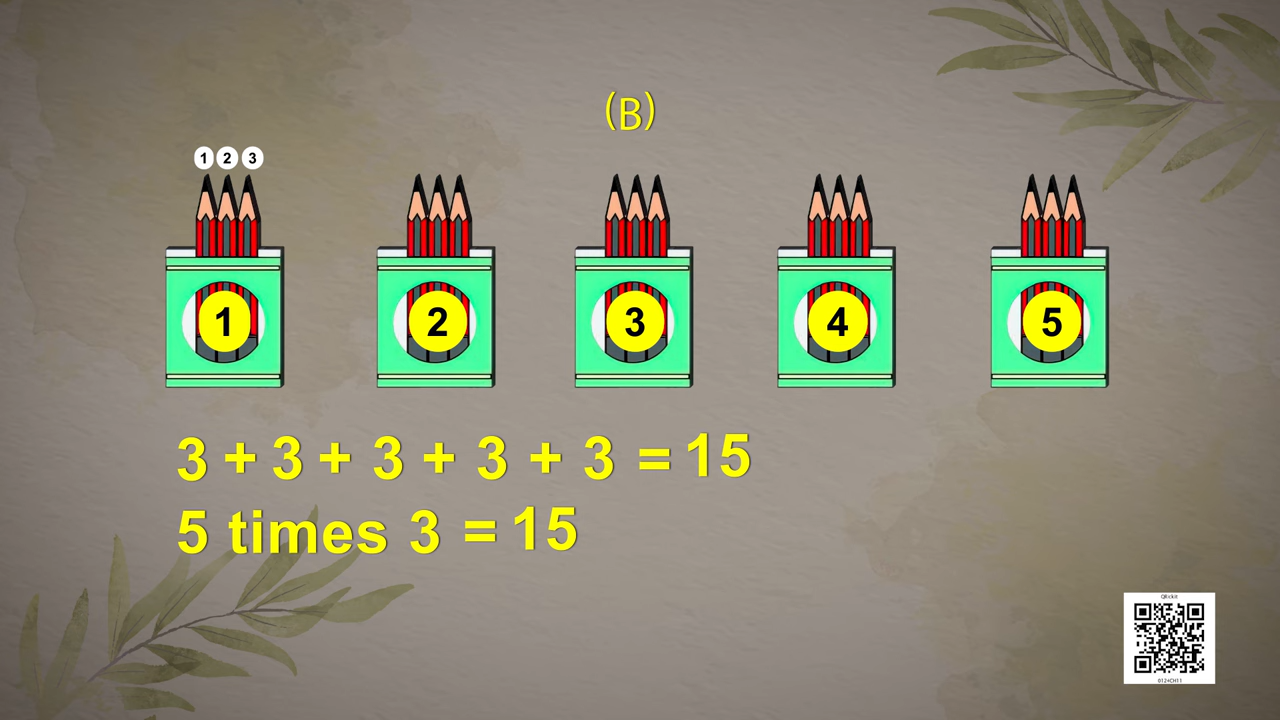 (B)
1 2 3
1 2 3 4 5
3 + 3 + 3 + 3 + 3 = 15
5 times 3 = 15